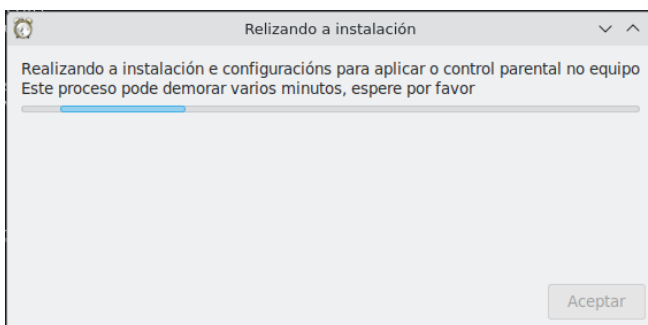 Relizando a instalación
Realizando a instalación e configuracións para aplicar o control parental no equipo
Este proceso pode demorar varios minutos, espere por favor
Aceptar